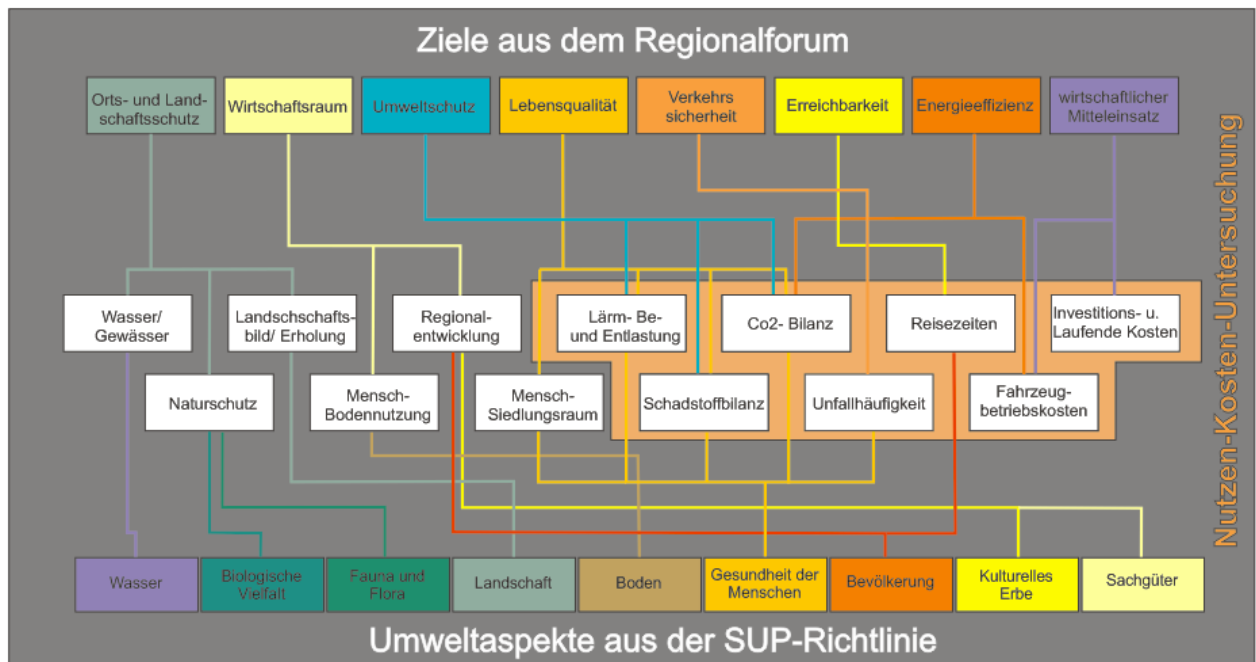 Ziele aus dem Regionalforum
Orts- und Land-
schaftsschutz
Wirtschaftsraum
Umweltschutz
Lebensqualität
Verkehrs
sicherheit
Erreichbarkeit
Energieeffizienz
wirtschaftlicher
Mitteleinsatz
Nutzen-Kosten-Untersuchung
Wasser/
Gewässer
Landschschafts-
bild/ Erholung
Regional-
entwicklung
Lärm- Be-
und Entlastung
Co2- Bilanz
Reisezeiten
Investitions- u.
Laufende Kosten
Naturschutz
Mensch-
Bodennutzung
Mensch-
Siedlungsraum
Schadstoffbilanz
Unfallhäufigkeit
Fahrzeug-
betriebskosten
Wasser
Biologische
Vielfalt
Fauna und
Flora
Landschaft
Boden
Gesundheit der
Menschen
Bevölkerung
Kulturelles
Erbe
Sachgüter
Umweltaspekte aus der SUP-Richtlinie